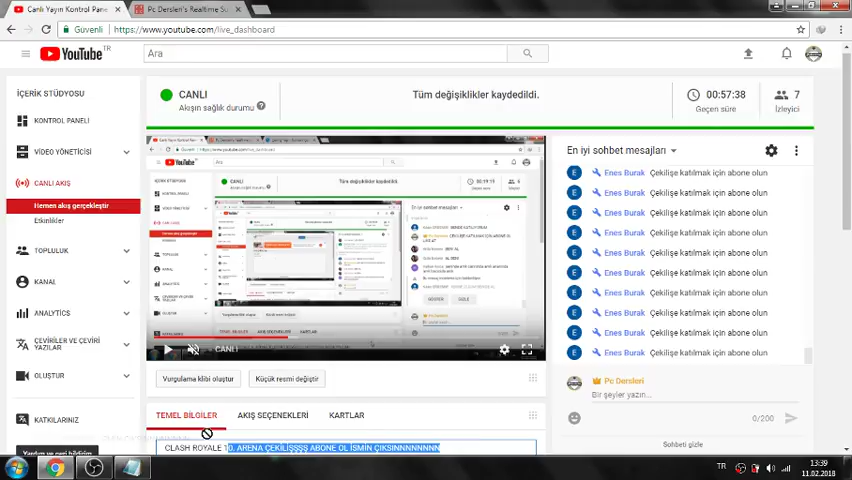 Canlı Yayın Kontrol Pane
Pc Dersleri's Realtime Su
Güvenli
https://www.youtube.com/live_dashboard
YouTube TR
Ara
İÇERİK STÜDYOSU
KONTROL PANELİ
VİDEO YÖNETİCİSİ
CANLI AKIŞ
Hemen akış gerçekleştir
Etkinlikler
TOPLULUK
KANAL
ANALYTICS
ÇEVİRİLER VE ÇEVRİ
YAZILAR
OLUŞTUR
KATKILARINIZ
Yardım ve geri bildirim
CANLI
Akışın sağlık durumu
Tüm değişiklikler kaydedildi.
00:57:38
Geçen süre
7
İzleyici
CANLI
Vurgulama klibi oluştur
Küçük resmi değiştir
TEMEL BİLGİLER
AKIŞ SEÇENEKLERİ
KARTLAR
CLASH ROYALE 10. ARENA ÇEKİLİŞŞŞŞ ABONE OL İSMİN ÇIKSINNNNNNNN
En iyi sohbet mesajları
E Enes Burak Çekilişe katılmak için abone olun
E Enes Burak Çekilişe katılmak için abone olun
E Enes Burak Çekilişe katılmak için abone olun
E Enes Burak Çekilişe katılmak için abone olun
E Enes Burak Çekilişe katılmak için abone olun
E Enes Burak Çekilişe katılmak için abone olun
E Enes Burak Çekilişe katılmak için abone olun
E Enes Burak Çekilişe katılmak için abone olun
E Enes Burak Çekilişe katılmak için abone olun
E Enes Burak Çekilişe katılmak için abone olun
Pc Dersleri
Bir şeyler yazın...
0/200
Sohbeti gizle
TR
13:39
11.02.2018